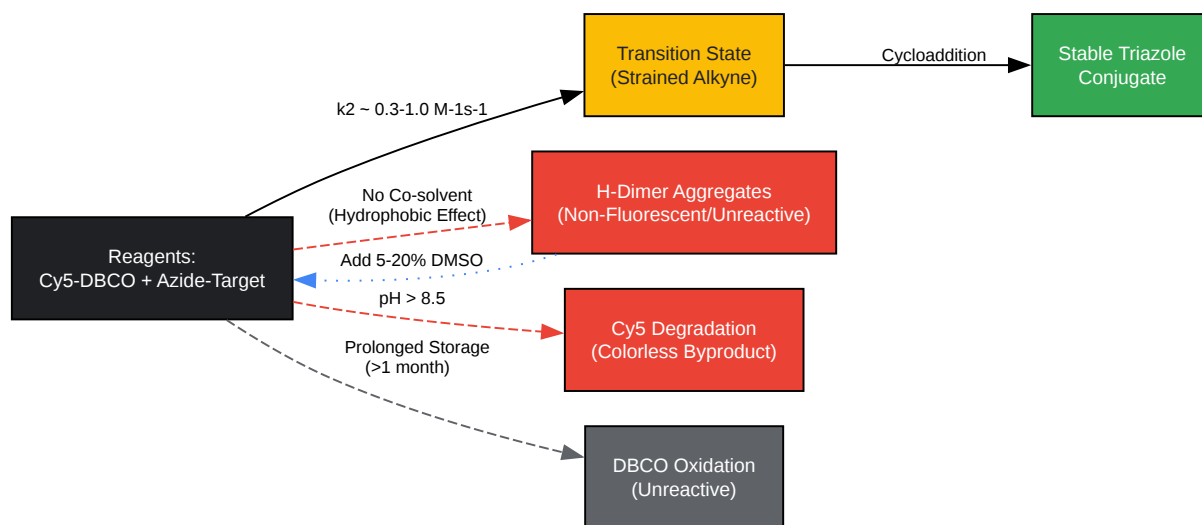 Transition State
(Strained Alkyne)
Cycloaddition
Stable Triazole
Conjugate
k2 ~ 0.3-1.0 M-1s-1
No Co-solvent
(Hydrophobic Effect)
H-Dimer Aggregates
(Non-Fluorescent/Unreactive)
Reagents:
Cy5-DBCO + Azide-Target
Add 5-20% DMSO
pH > 8.5
Cy5 Degradation
(Colorless Byproduct)
Prolonged Storage
(>1 month)
DBCO Oxidation
(Unreactive)